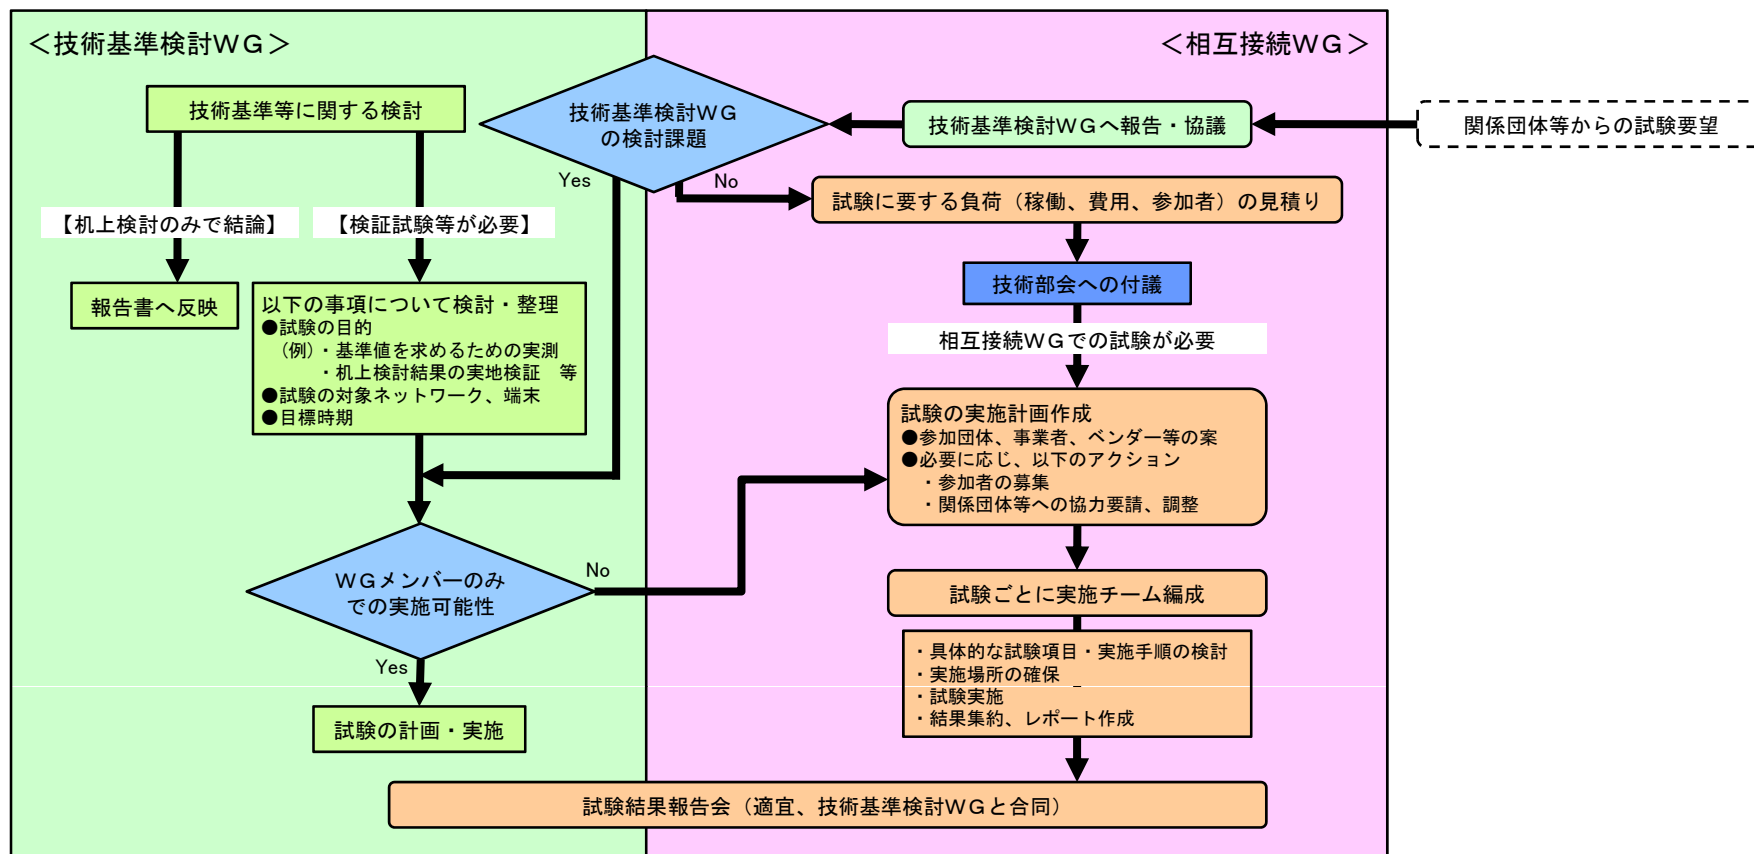 ＜技術基準検討ＷＧ＞
＜相互接続ＷＧ＞
技術基準等に関する検討
技術基準検討ＷＧ
の検討課題
技術基準検討ＷＧへ報告・協議
関係団体等からの試験要望
Yes
No
試験に要する負荷（稼働、費用、参加者）の見積り
【机上検討のみで結論】
【検証試験等が必要】
技術部会への付議
報告書へ反映
以下の事項について検討・整理
●試験の目的
（例）・基準値を求めるための実測
・机上検討結果の実地検証　等
●試験の対象ネットワーク、端末
●目標時期
相互接続ＷＧでの試験が必要
試験の実施計画作成
●参加団体、事業者、ベンダー等の案
●必要に応じ、以下のアクション
・参加者の募集
・関係団体等への協力要請、調整
ＷＧメンバーのみ
での実施可能性
No
Yes
試験ごとに実施チーム編成
・具体的な試験項目・実施手順の検討
・実施場所の確保
・試験実施
・結果集約、レポート作成
試験の計画・実施
試験結果報告会（適宜、技術基準検討ＷＧと合同）